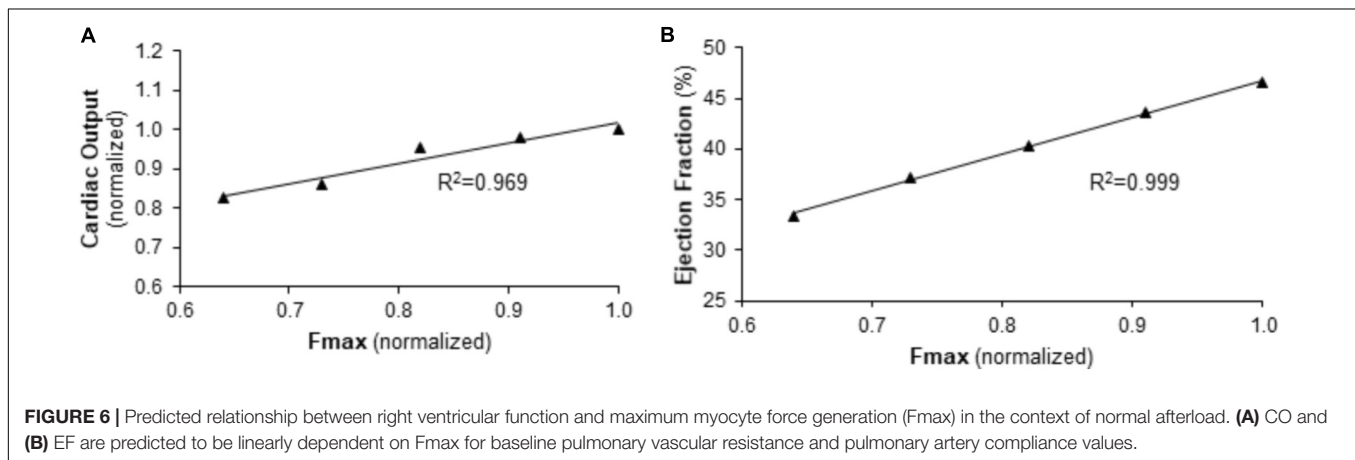 A
Cardiac Output
(normalized)
1.2
1.1
1.0
0.9
0.8
0.7
0.6
R²=0.969
0.6 0.7 0.8 0.9 1.0
Fmax (normalized)
B
Ejection Fraction (%)
50
45
40
35
30
25
R²=0.999
0.6 0.7 0.8 0.9 1.0
Fmax (normalized)
FIGURE 6 | Predicted relationship between right ventricular function and maximum myocyte force generation (Fmax) in the context of normal afterload. (A) CO and
(B) EF are predicted to be linearly dependent on Fmax for baseline pulmonary vascular resistance and pulmonary artery compliance values.